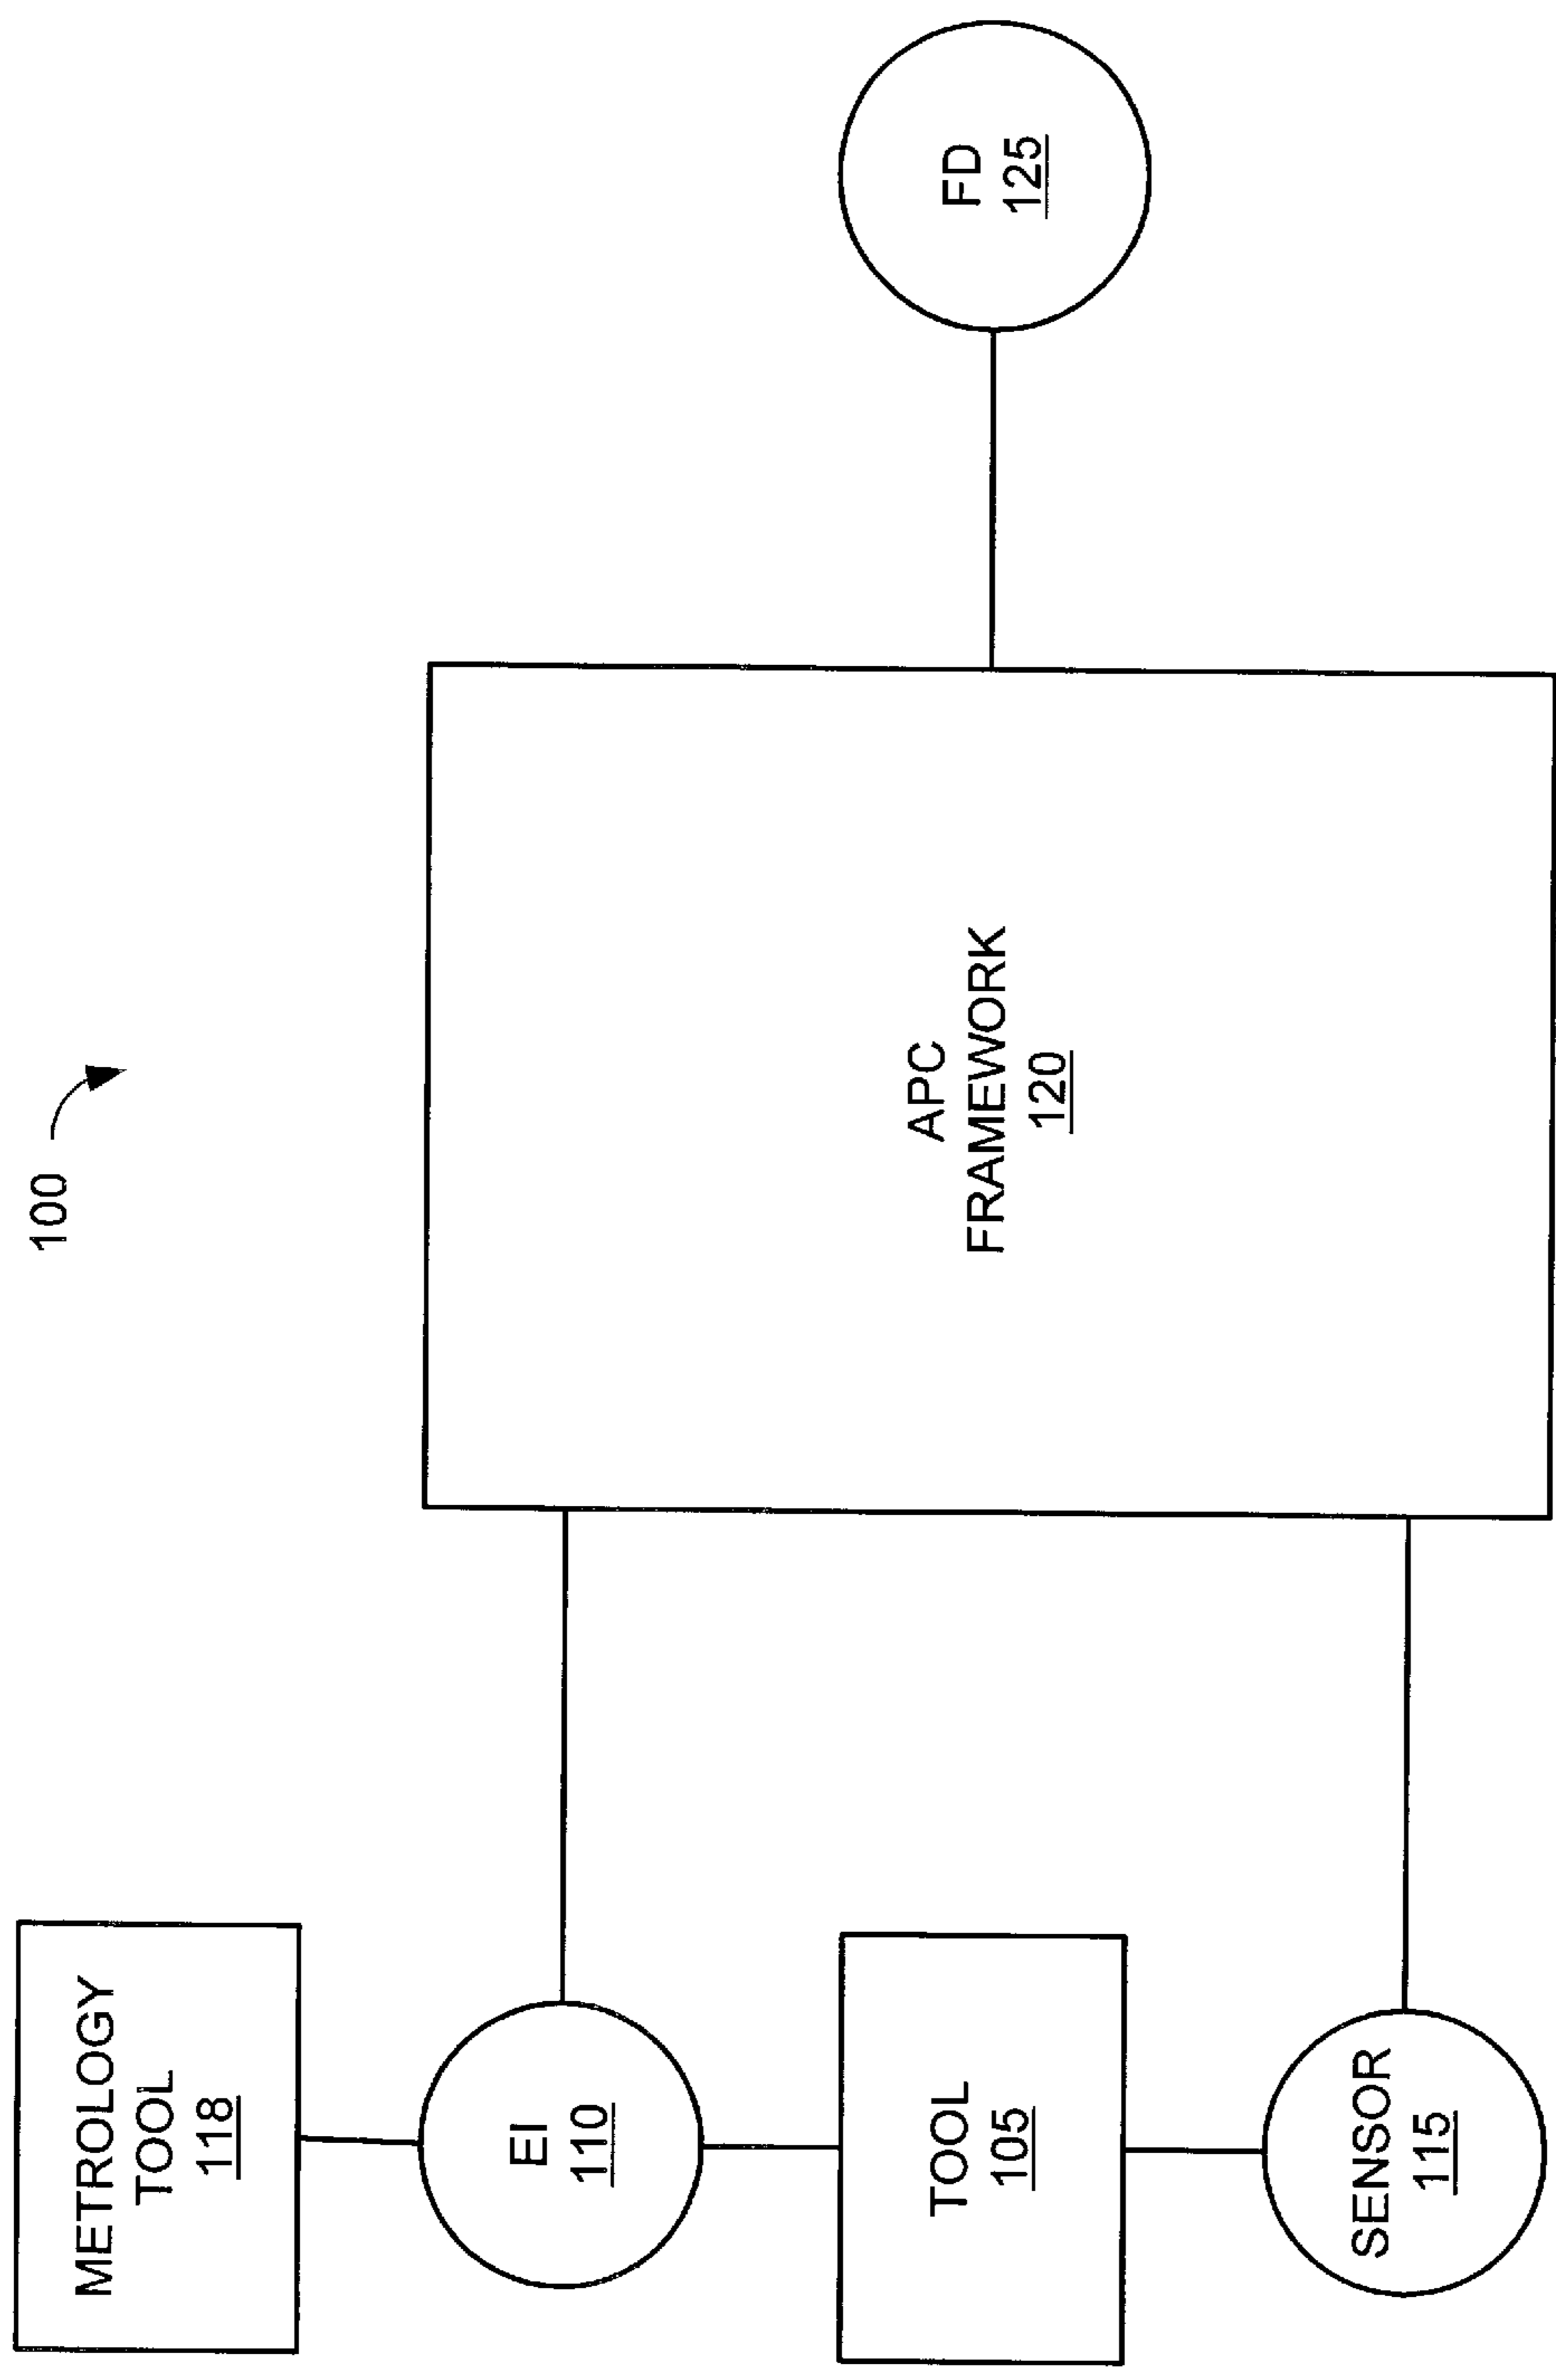 100
METROLOGY
TOOL
118
EI
110
TOOL
105
SENSOR
115
APC
FRAMEWORK
120
FD
125